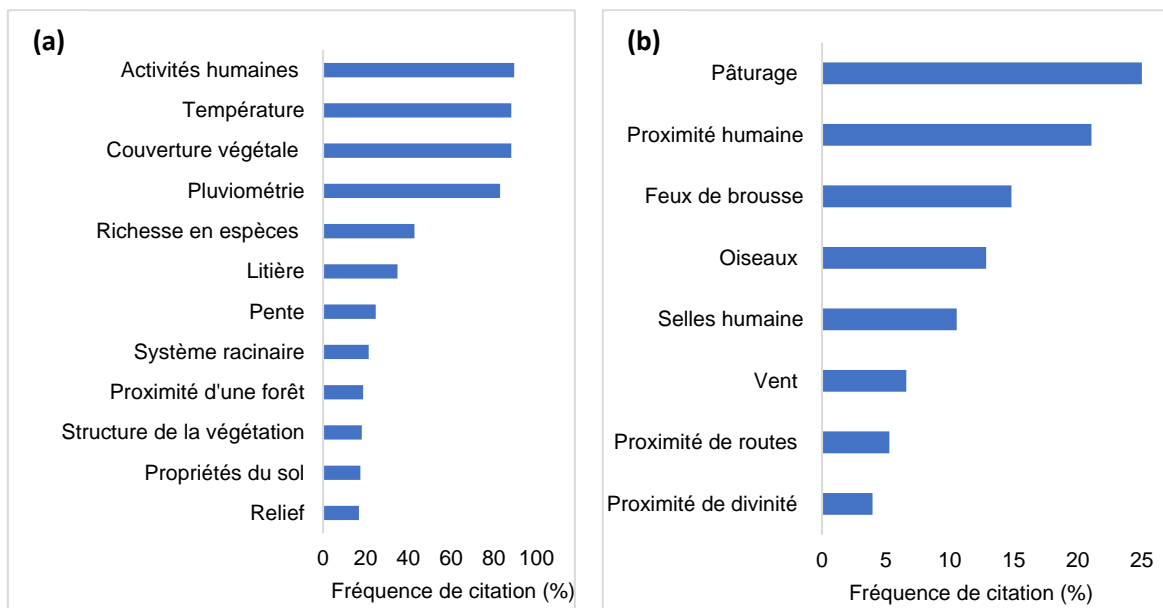 (a)
Activités humaines
Température
Couverture végétale
Pluviométrie
Richesse en espèces
Litière
Pente
Système racinaire
Proximité d'une forêt
Structure de la végétation
Propriétés du sol
Relief
0 20 40 60 80 100
Fréquence de citation (%)
(b)
Pâturage
Proximité humaine
Feux de brousse
Oiseaux
Selles humaine
Vent
Proximité de routes
Proximité de divinité
0 5 10 15 20 25
Fréquence de citation (%)